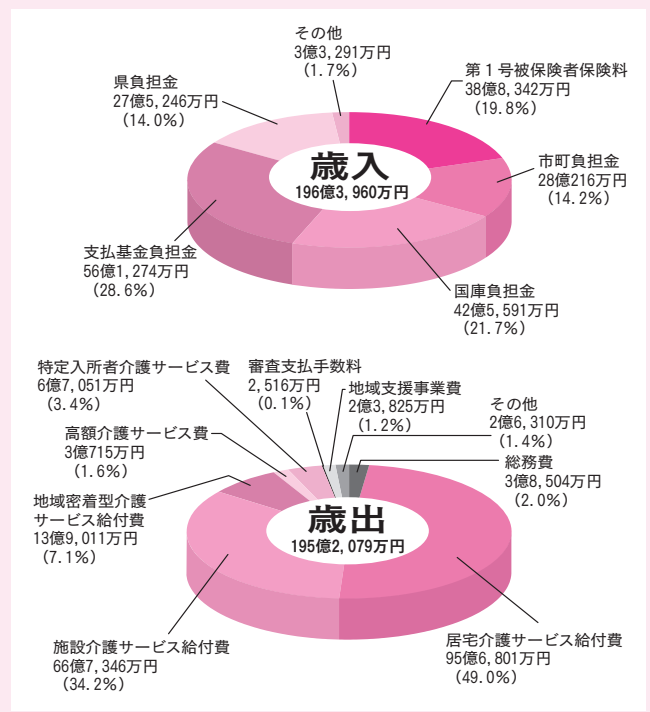 その他
3億3,291万円
(1.7%)
第1号被保険者保険料
38億8,342万円
(19.8%)
県負担金
27億5,246万円
(14.0%)
歳入
196億3,960万円
市町負担金
28億216万円
(14.2%)
支払基金負担金
56億1,274万円
(28.6%)
国庫負担金
42億5,591万円
(21.7%)
特定入所者介護サービス費
6億7,051万円
(3.4%)
審査支払手数料
2,516万円
(0.1%)
地域支援事業費
2億3,825万円
(1.2%)
その他
2億6,310万円
(1.4%)
高額介護サービス費
3億715万円
(1.6%)
総務費
3億8,504万円
(2.0%)
地域密着型介護
サービス給付費
13億9,011万円
(7.1%)
歳出
195億2,079万円
施設介護サービス給付費
66億7,346万円
(34.2%)
居宅介護サービス給付費
95億6,801万円
(49.0%)